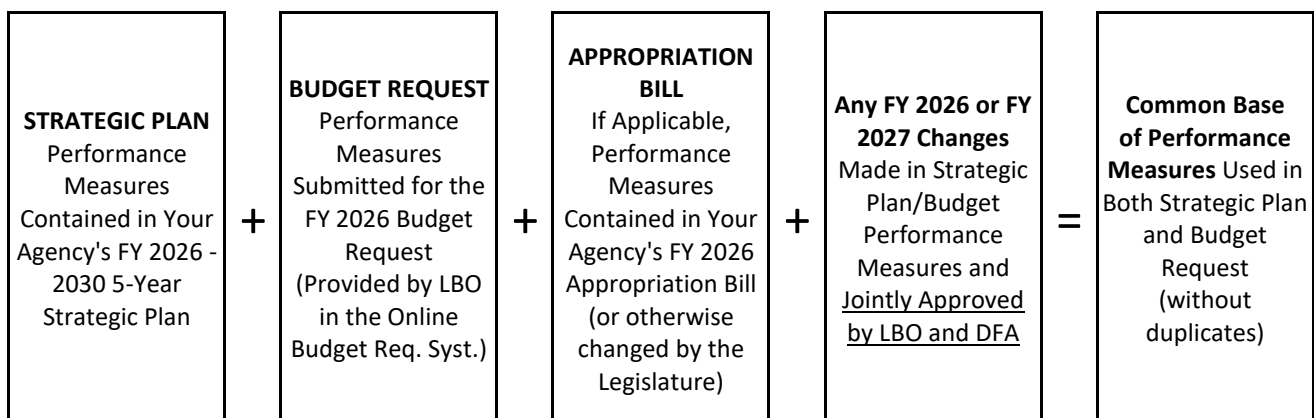 STRATEGIC PLAN
Performance
Measures
Contained in Your
Agency's FY 2026 -
2030 5-Year
Strategic Plan
+
BUDGET REQUEST
Performance
Measures
Submitted for the
FY 2026 Budget
Request
(Provided by LBO
in the Online
Budget Req. Syst.)
+
APPROPRIATION
BILL
If Applicable,
Performance
Measures
Contained in Your
Agency's FY 2026
Appropriation Bill
(or otherwise
changed by the
Legislature)
+
Any FY 2026 or FY
2027 Changes
Made in Strategic
Plan/Budget
Performance
Measures and
Jointly Approved
by LBO and DFA
=
Common Base
of Performance
Measures Used in
Both Strategic Plan
and Budget
Request
(without
duplicates)